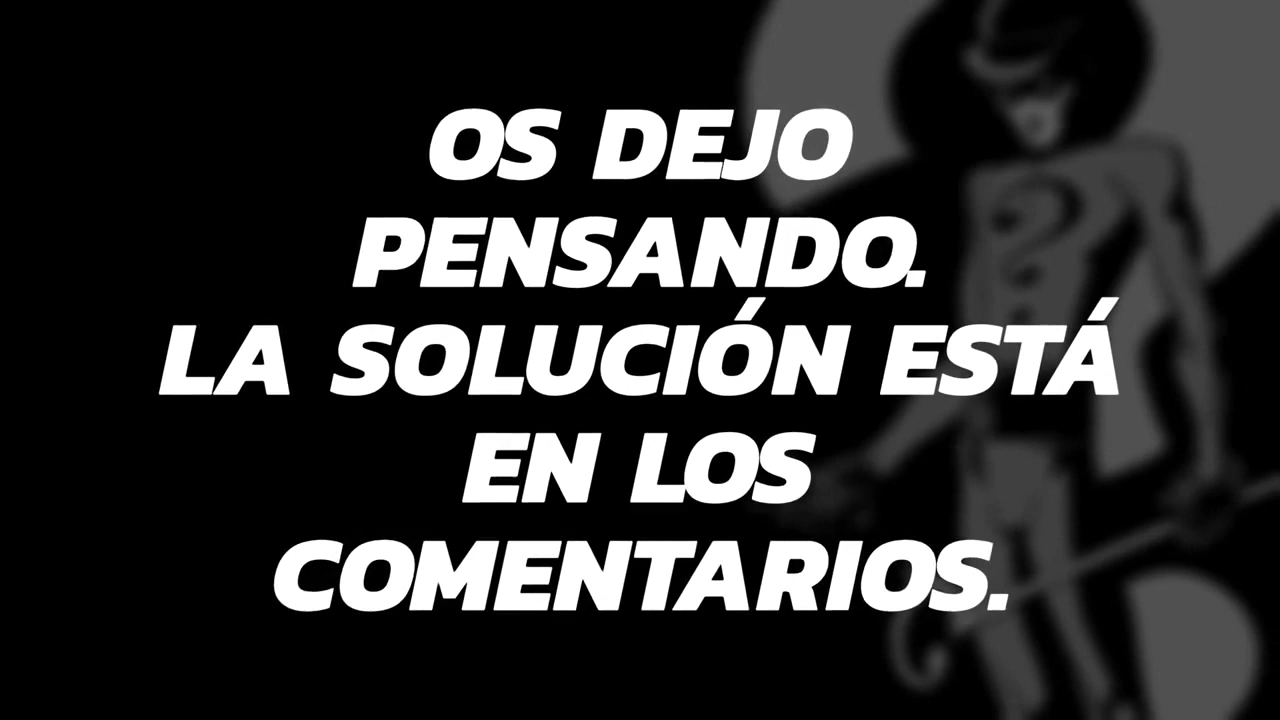 OS DEJO
PENSANDO.
LA SOLUCIÓN ESTÁ
EN LOS
COMENTARIOS.